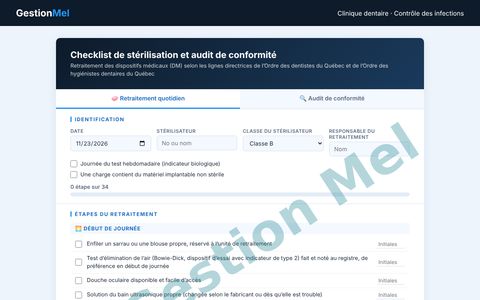 GestionMel
Clinique dentaire · Contrôle des infections
Checklist de stérilisation et audit de conformité
Retraitement des dispositifs médicaux (DM) selon les lignes directrices de l'Ordre des dentistes du Québec et de l'Ordre des
hygiénistes dentaires du Québec
Retraitement quotidien
Audit de conformité
IDENTIFICATION
DATE
STÉRILISATEUR
CLASSE DU STÉRILISATEUR
RESPONSABLE DU
RETRAITEMENT
11/23/2026
No ou nom
Classe B
Nom
Journée du test hebdomadaire (indicateur biologique)
Une charge contient du matériel implantable non stérile
0 étape sur 34
ÉTAPES DU RETRAITEMENT
DÉBUT DE JOURNÉE
Enfiler un sarrau ou une blouse propre, réservé à l'unité de retraitement
Initiales
Test d'élimination de l'air (Bowie-Dick, dispositif d'essai avec indicateur de type 2) fait et noté au registre, de
préférence en début de journée
Initiales
Douche oculaire disponible et facile d'accès
Initiales
Solution du bain ultrasonique propre (changée selon le fabricant ou dès qu'elle est trouble)
Initiales
Gestion Mel